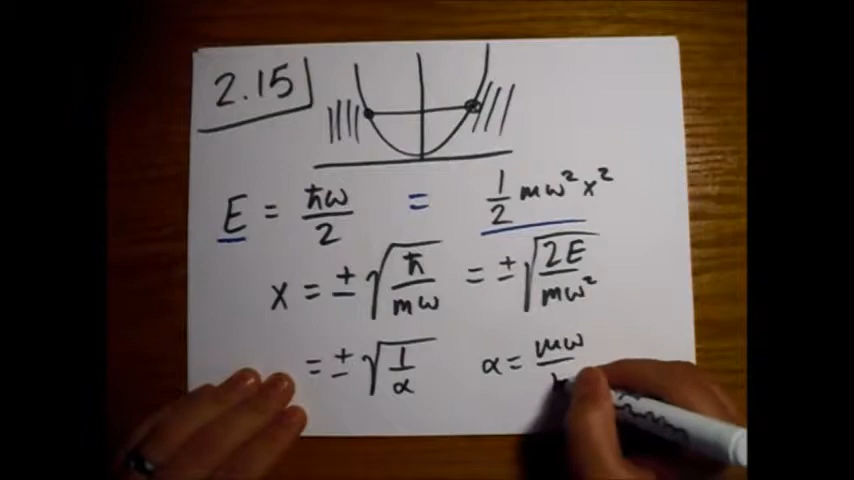 2.15
E = ħω/2 = 1/2 mω²x²
x = ± √(ħ/mω) = ± √(2E/mω²)
= ± √(1/α) α = mω/